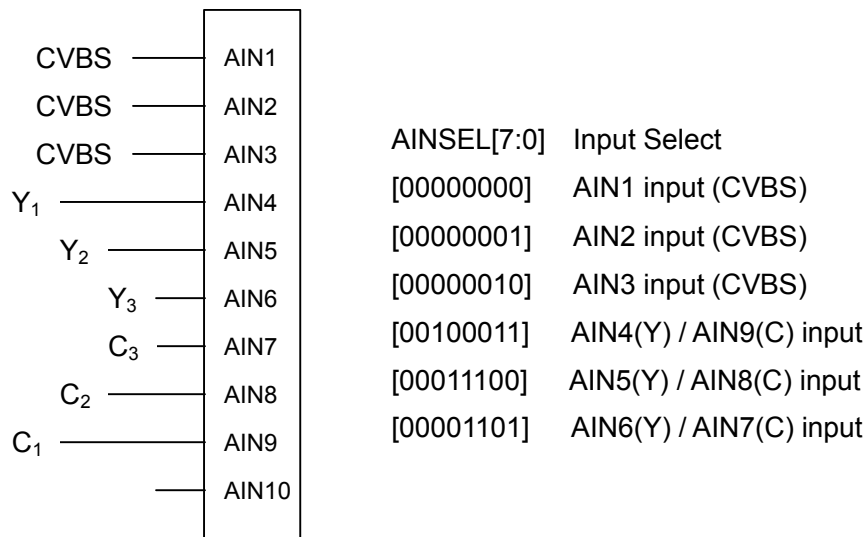 CVBS AIN1
CVBS AIN2
CVBS AIN3
Y₁ AIN4
Y₂ AIN5
Y₃ AIN6
C₃ AIN7
C₂ AIN8
C₁ AIN9
AIN10
AINSEL[7:0] Input Select
[00000000] AIN1 input (CVBS)
[00000001] AIN2 input (CVBS)
[00000010] AIN3 input (CVBS)
[00100011] AIN4(Y) / AIN9(C) input
[00011100] AIN5(Y) / AIN8(C) input
[00001101] AIN6(Y) / AIN7(C) input